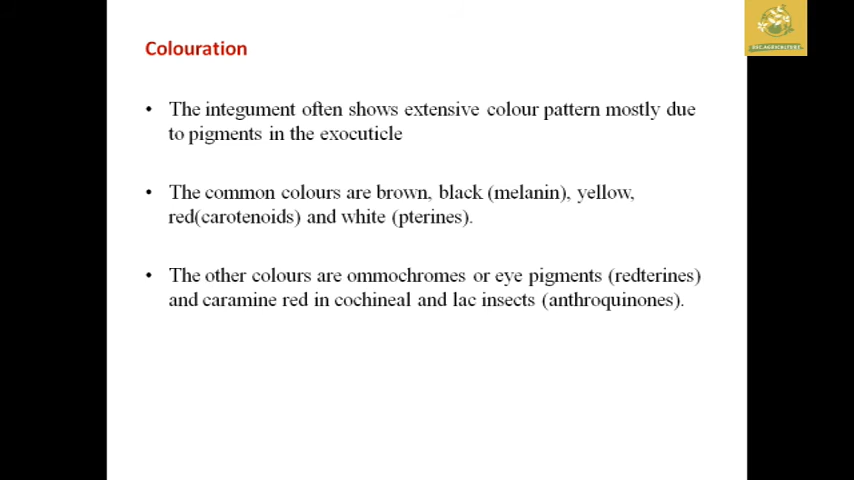 BSC.AGRICULTURE
Colouration
• The integument often shows extensive colour pattern mostly due
to pigments in the exocuticle
• The common colours are brown, black (melanin), yellow,
red(carotenoids) and white (pterines).
• The other colours are ommochromes or eye pigments (redterines)
and caramine red in cochineal and lac insects (anthroquinones).